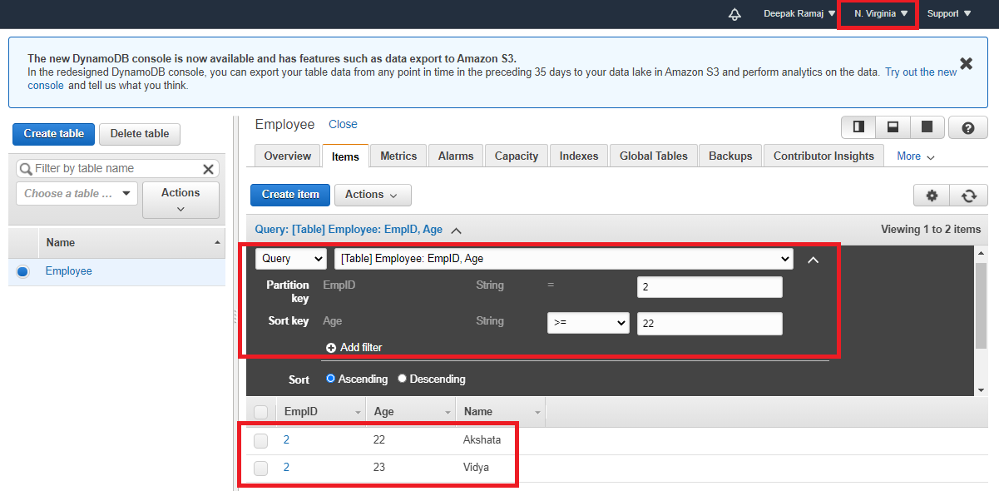 Deepak Ramaj N. Virginia Support
The new DynamoDB console is now available and has features such as data export to Amazon S3.
In the redesigned DynamoDB console, you can export your table data from any point in time in the preceding 35 days to your data lake in Amazon S3 and perform analytics on the data. Try out the new
console and tell us what you think.
Create table Delete table
Filter by table name
Choose a table ... Actions
Name
Employee
Employee Close
Overview Items Metrics Alarms Capacity Indexes Global Tables Backups Contributor Insights More
Create item Actions
Query: [Table] Employee: EmpID, Age Viewing 1 to 2 items
Query [Table] Employee: EmpID, Age
Partition key EmpID String = 2
Sort key Age String >= 22
Add filter
Sort Ascending Descending
EmpID Age Name
2 22 Akshata
2 23 Vidya